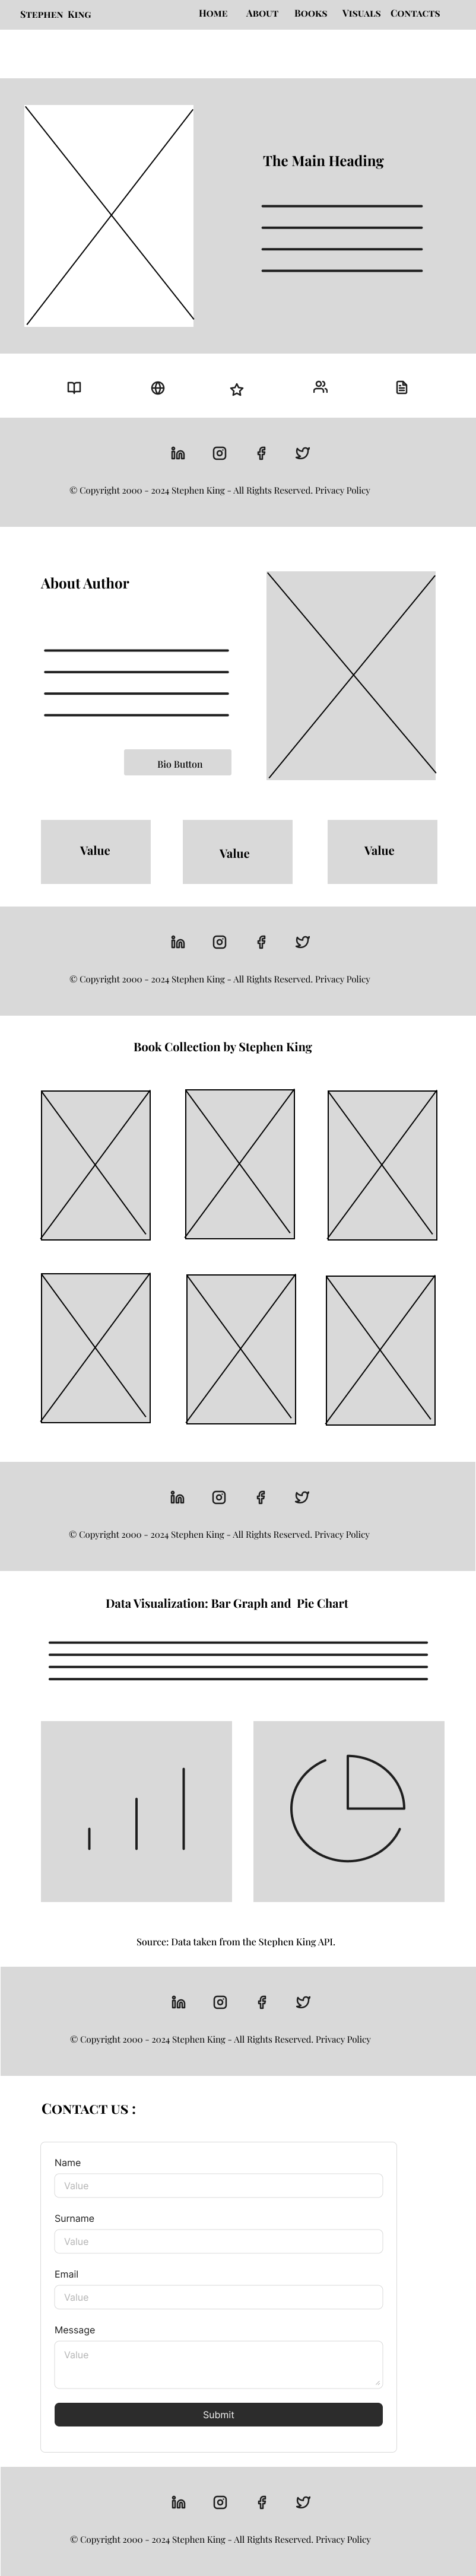 Stephen King Home About Books Visuals Contacts
The Main Heading
© Copyright 2000 - 2024 Stephen King - All Rights Reserved. Privacy Policy
About Author
Bio Button
Value Value Value
© Copyright 2000 - 2024 Stephen King - All Rights Reserved. Privacy Policy
Book Collection by Stephen King
© Copyright 2000 - 2024 Stephen King - All Rights Reserved. Privacy Policy
Data Visualization: Bar Graph and Pie Chart
Source: Data taken from the Stephen King API.
© Copyright 2000 - 2024 Stephen King - All Rights Reserved. Privacy Policy
Contact us :
Name
Value
Surname
Value
Email
Value
Message
Value
Submit
© Copyright 2000 - 2024 Stephen King - All Rights Reserved. Privacy Policy